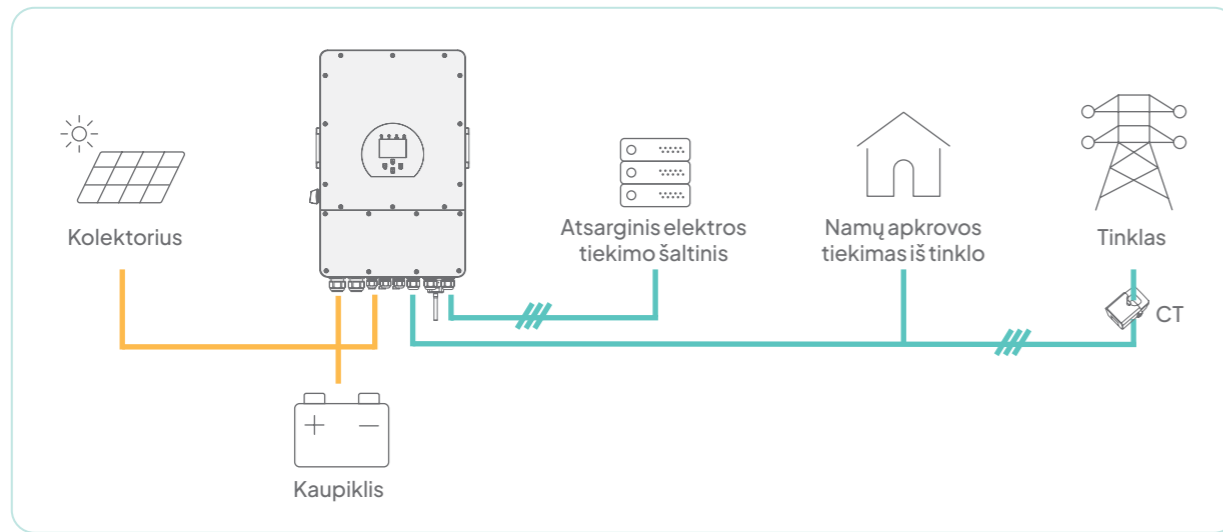 Kolektorius
Atsarginis elektros
tiekimo šaltinis
Namų apkrovos
tiekimas iš tinklo
Tinklas
CT
Kaupiklis